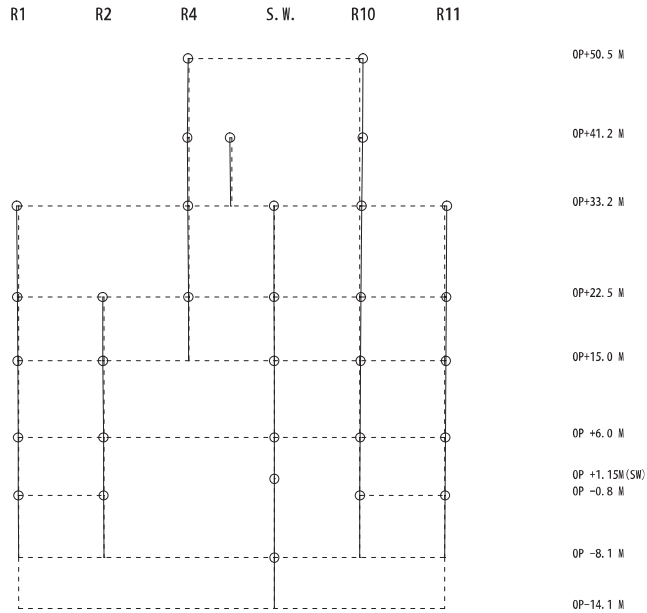 R1 R2 R4 S.W. R10 R11
OP+50.5 M
OP+41.2 M
OP+33.2 M
OP+22.5 M
OP+15.0 M
OP +6.0 M
OP +1.15M(SW)
OP -0.8 M
OP -8.1 M
OP-14.1 M